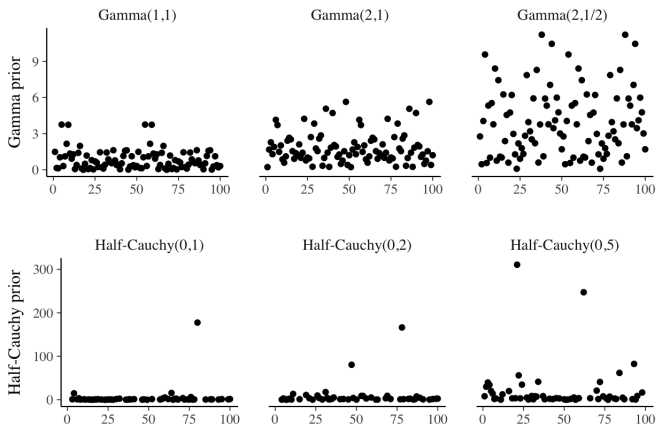 Gamma(1,1) Gamma(2,1) Gamma(2,1/2)
Gamma prior
9
6
3
0
0 25 50 75 100 0 25 50 75 100 0 25 50 75 100
Half-Cauchy(0,1) Half-Cauchy(0,2) Half-Cauchy(0,5)
Half-Cauchy prior
300
200
100
0
0 25 50 75 100 0 25 50 75 100 0 25 50 75 100